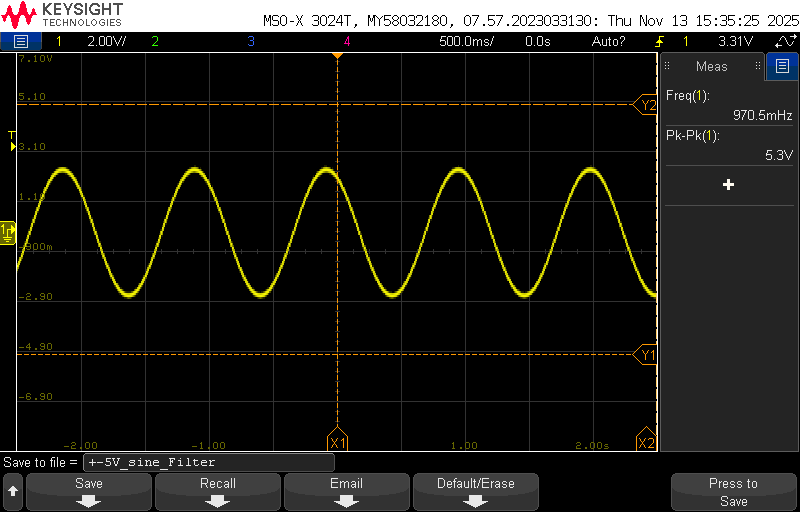 KEYSIGHT
TECHNOLOGIES
MSO-X 3024T, MY58032180, 07.57.2023033130: Thu Nov 13 15:35:25 2025
1 2.00V/ 2 3 4 500.0ms/ 0.0s Auto? 1 3.31V
7.10V
Meas
5.10
Y2
Freq(1):
970.5mHz
T
3.10
Pk-Pk(1):
5.3V
1.10
1
-900m
-2.90
-4.90
Y1
-6.90
-2.00 -1.00 X1 1.00 2.00s X2
Save to file = +-5V_sine_Filter
Save Recall Email Default/Erase Press to
Save